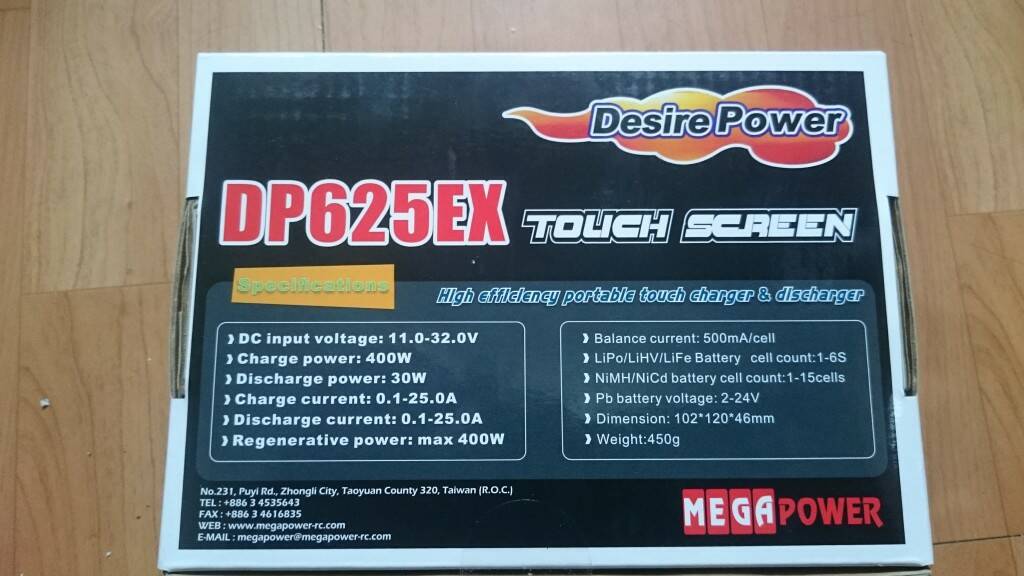 Desire Power
DP625EX TOUCH SCREEN
Specifications
High efficiency portable touch charger & discharger
❱ DC input voltage: 11.0-32.0V
❱ Charge power: 400W
❱ Discharge power: 30W
❱ Charge current: 0.1-25.0A
❱ Discharge current: 0.1-25.0A
❱ Regenerative power: max 400W
❱ Balance current: 500mA/cell
❱ LiPo/LiHV/LiFe Battery cell count:1-6S
❱ NiMH/NiCd battery cell count:1-15cells
❱ Pb battery voltage: 2-24V
❱ Dimension: 102*120*46mm
❱ Weight:450g
No.231, Puyi Rd., Zhongli City, Taoyuan County 320, Taiwan (R.O.C.)
TEL : +886 3 4535643
FAX : +886 3 4616835
WEB : www.megapower-rc.com
E-MAIL : megapower@megapower-rc.com
MEGAPOWER